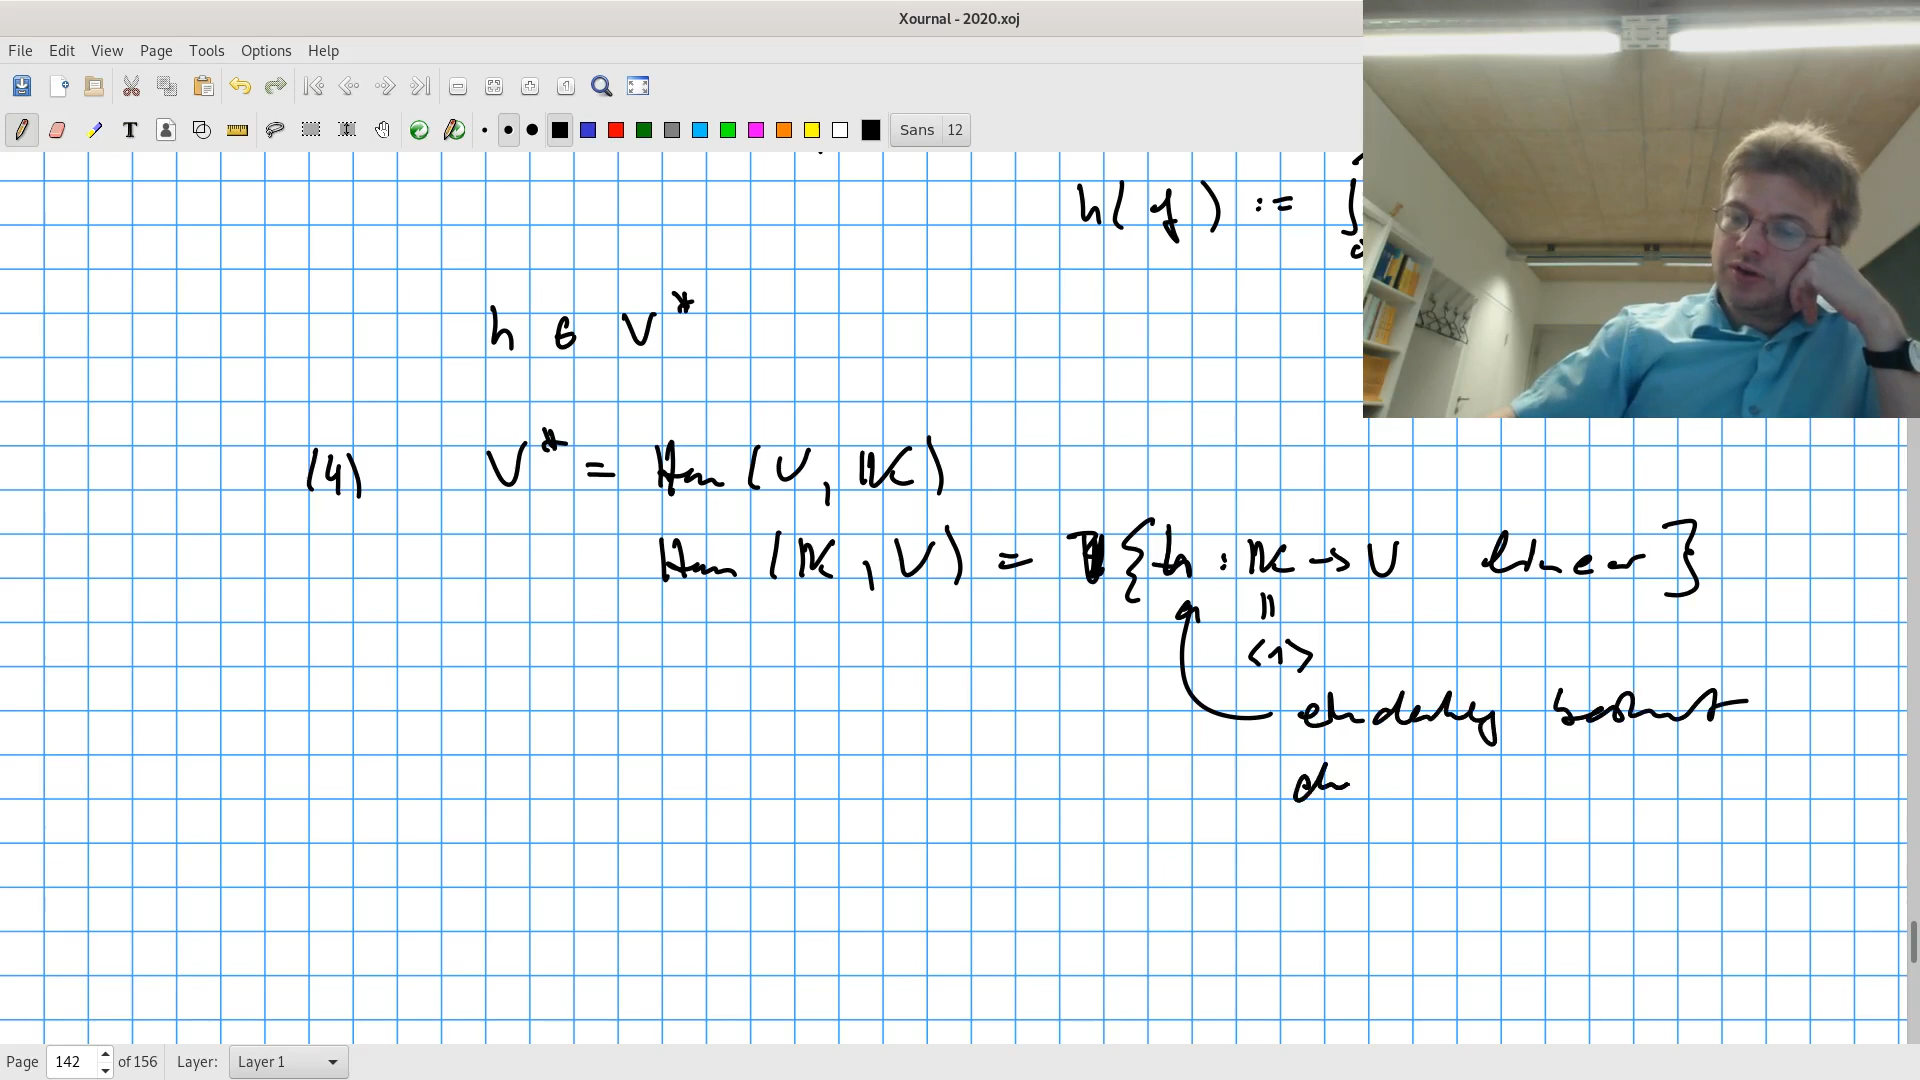 Xournal - 2020.xoj
File Edit View Page Tools Options Help
Sans 12
h( f ) := ∫
h ∈ V*
(4) V* = Hom (V, 𝕂)
Hom (𝕂, V) = { h : 𝕂 → V linear }
||
<1>
eindeutig bestimmt
Page 142 of 156 Layer: Layer 1